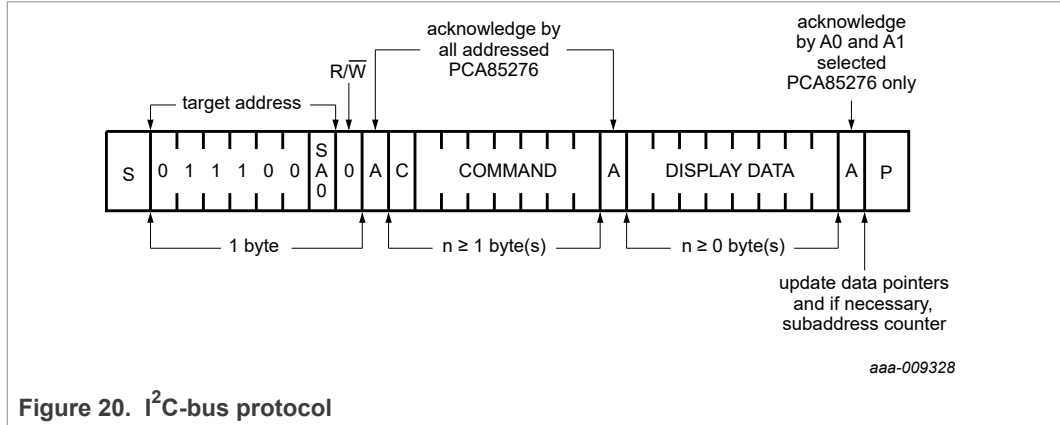 acknowledge by
all addressed
PCA85276
acknowledge
by A0 and A1
selected
PCA85276 only
R/W̅
target address
S 0 1 1 1 0 0 SA0 0 A C COMMAND A DISPLAY DATA A P
1 byte
n ≥ 1 byte(s)
n ≥ 0 byte(s)
update data pointers
and if necessary,
subaddress counter
aaa-009328
Figure 20. I²C-bus protocol